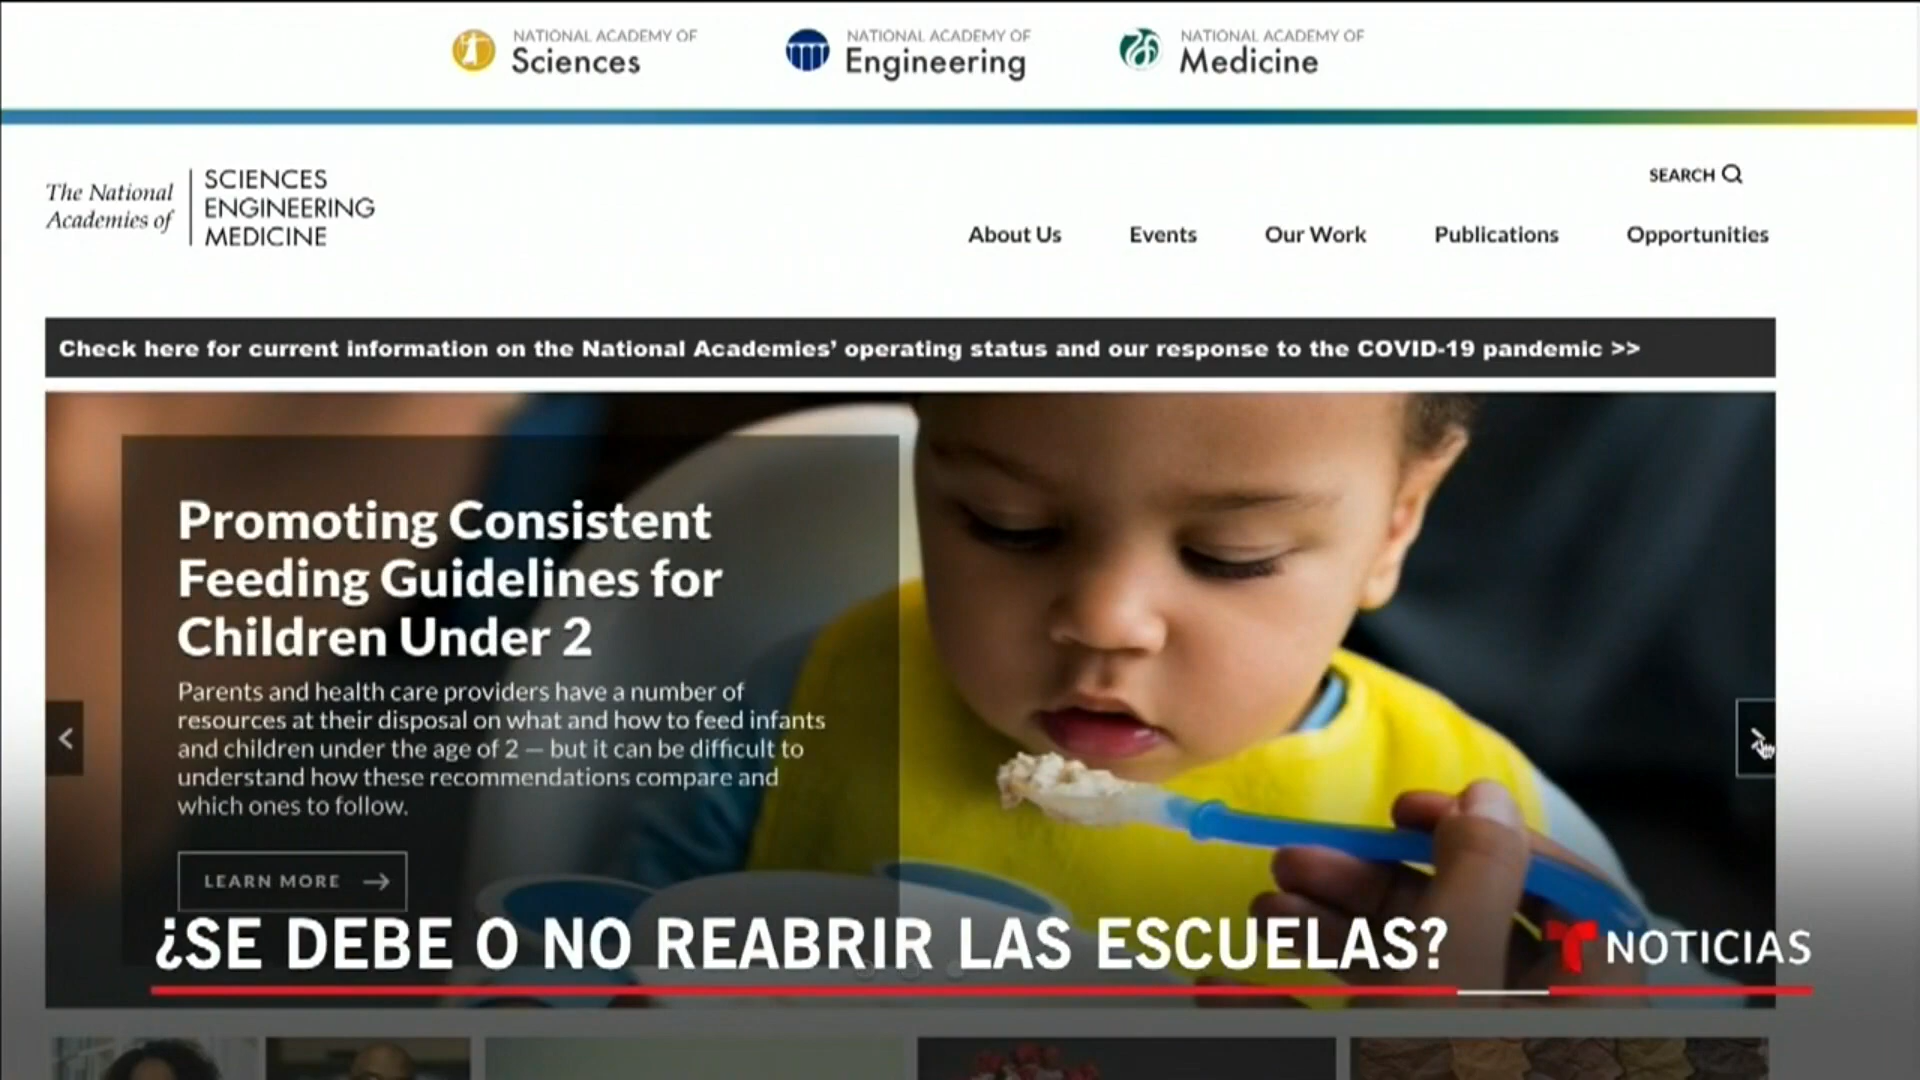 NATIONAL ACADEMY OF
Sciences
NATIONAL ACADEMY OF
Engineering
NATIONAL ACADEMY OF
Medicine
The National
Academies of
SCIENCES
ENGINEERING
MEDICINE
SEARCH
About Us
Events
Our Work
Publications
Opportunities
Check here for current information on the National Academies’ operating status and our response to the COVID-19 pandemic >>
Promoting Consistent
Feeding Guidelines for
Children Under 2
Parents and health care providers have a number of
resources at their disposal on what and how to feed infants
and children under the age of 2 — but it can be difficult to
understand how these recommendations compare and
which ones to follow.
LEARN MORE →
¿SE DEBE O NO REABRIR LAS ESCUELAS?
NOTICIAS